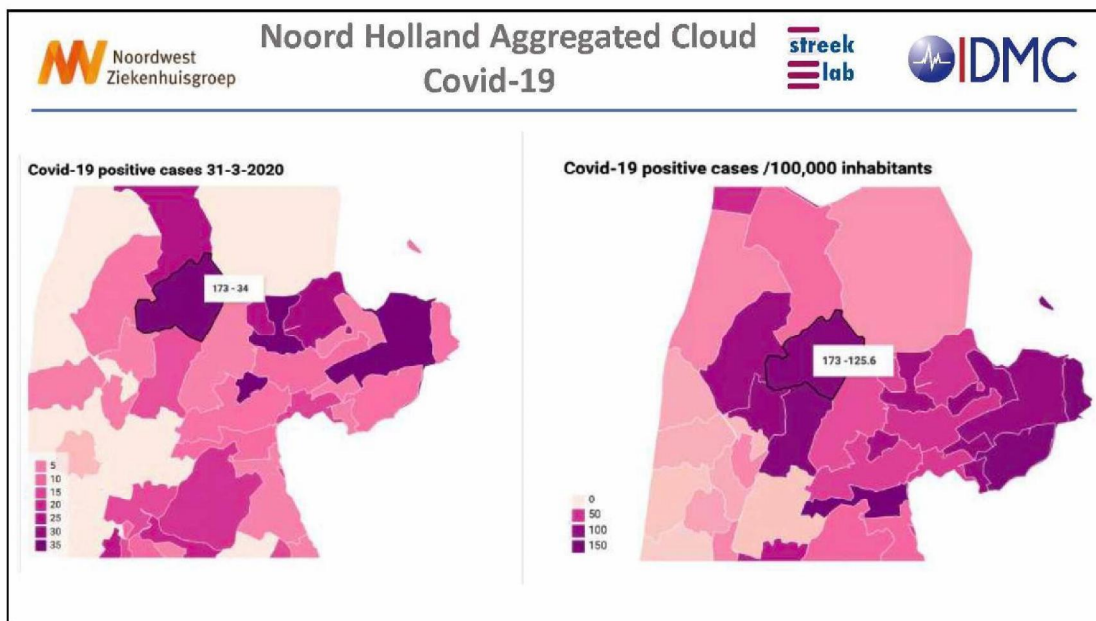 Noordwest
Ziekenhuisgroep
Noord Holland Aggregated Cloud
Covid-19
streek
lab
IDMC
Covid-19 positive cases 31-3-2020
173 - 34
5
10
15
20
25
30
35
Covid-19 positive cases /100,000 inhabitants
173 -125.6
0
50
100
150